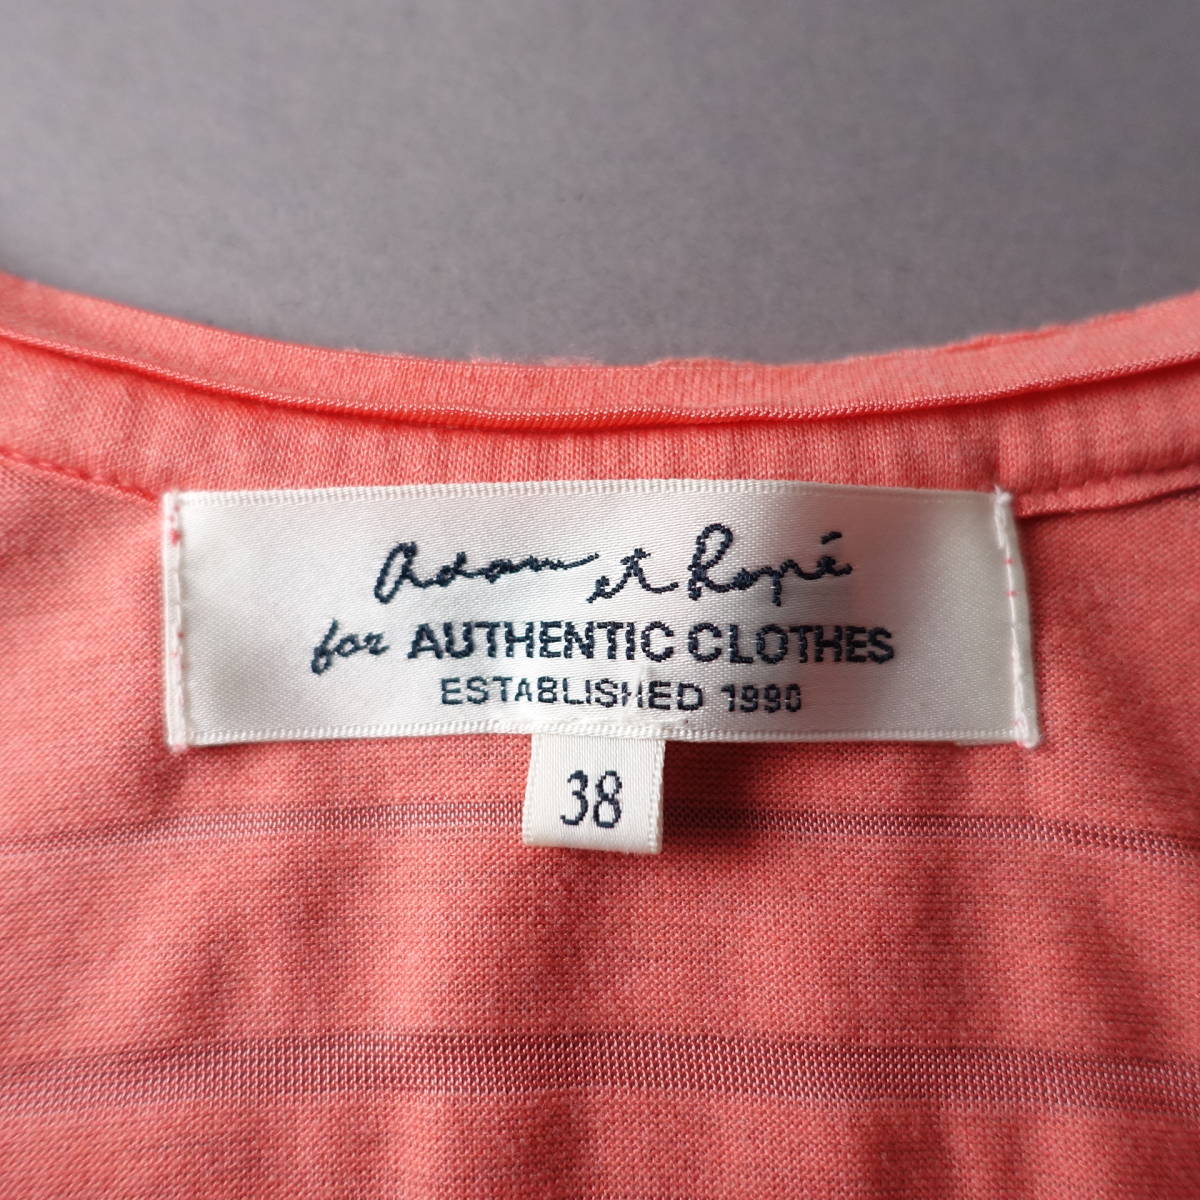 Adam et Ropé
for AUTHENTIC CLOTHES
ESTABLISHED 1990
38